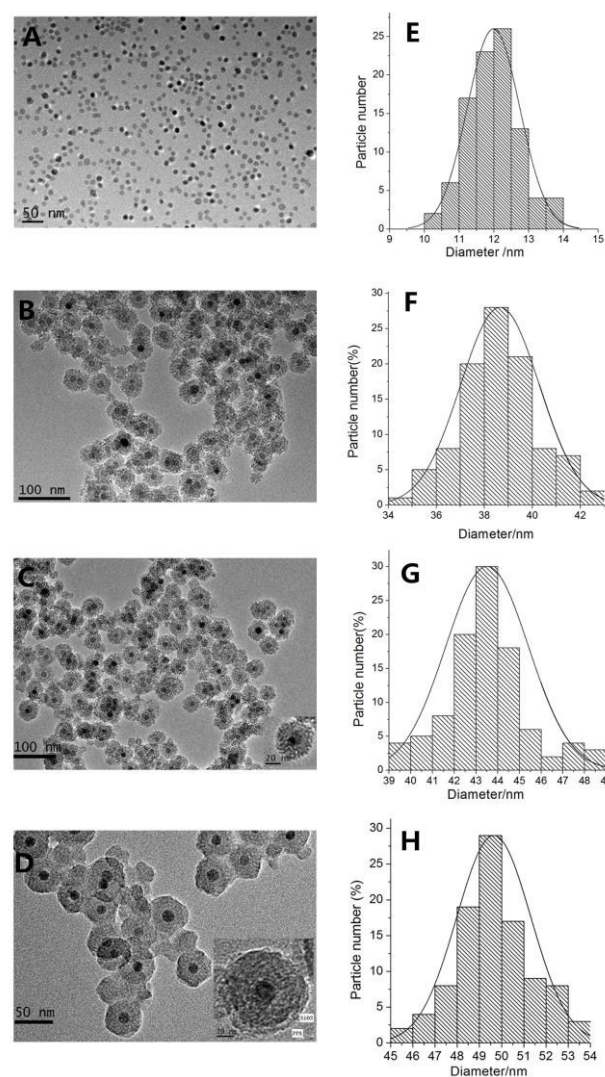 A
50 nm
E
Particle number
25
20
15
10
5
9 10 11 12 13 14 15
Diameter /nm
B
100 nm
F
Particle number(%)
30
25
20
15
10
5
0
34 36 38 40 42
Diameter/nm
C
100 nm
20 nm
G
Particle number(%)
30
25
20
15
10
5
0
39 40 41 42 43 44 45 46 47 48
Diameter/nm
D
50 nm
H
Particle number (%)
30
25
20
15
10
5
0
45 46 47 48 49 50 51 52 53 54
Diameter/nm